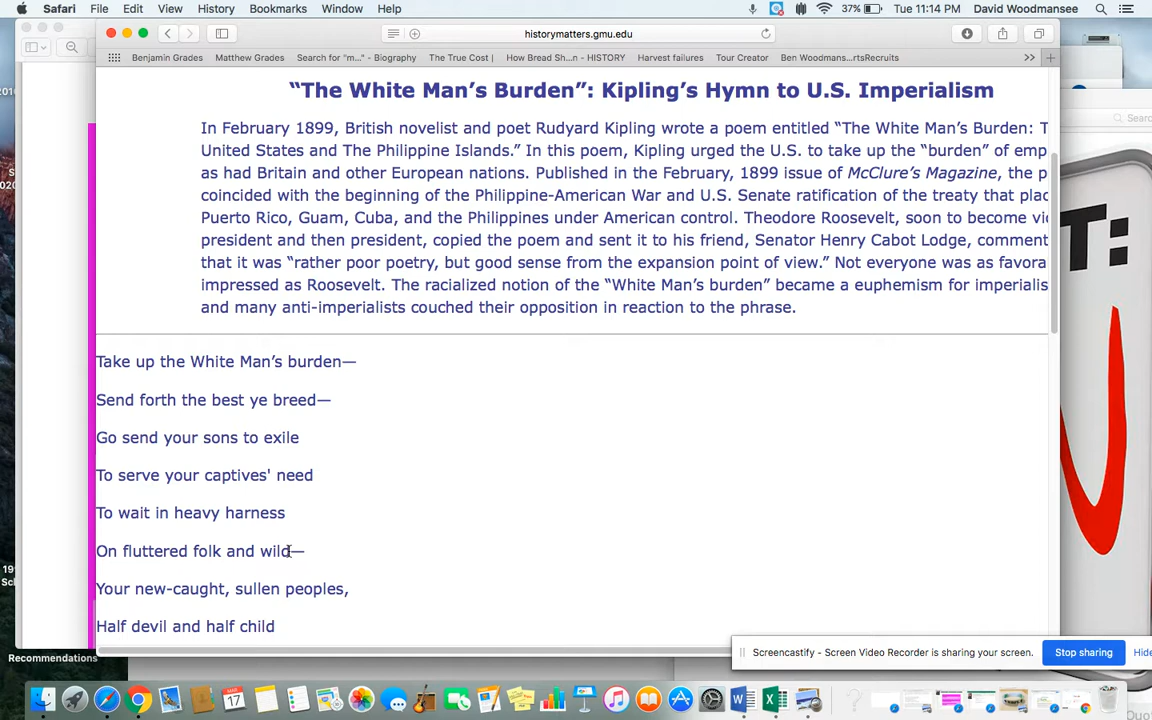 Safari File Edit View History Bookmarks Window Help 37% Tue 11:14 PM David Woodmansee
historymatters.gmu.edu
Benjamin Grades Matthew Grades Search for "m..." - Biography The True Cost | How Bread Sh... - HISTORY Harvest failures Tour Creator Ben Woodmans...rtsRecruits >>
Sear
“The White Man’s Burden”: Kipling’s Hymn to U.S. Imperialism
In February 1899, British novelist and poet Rudyard Kipling wrote a poem entitled “The White Man’s Burden: T
United States and The Philippine Islands.” In this poem, Kipling urged the U.S. to take up the “burden” of emp
as had Britain and other European nations. Published in the February, 1899 issue of McClure’s Magazine, the p
coincided with the beginning of the Philippine-American War and U.S. Senate ratification of the treaty that plac
Puerto Rico, Guam, Cuba, and the Philippines under American control. Theodore Roosevelt, soon to become vi
president and then president, copied the poem and sent it to his friend, Senator Henry Cabot Lodge, comment
that it was “rather poor poetry, but good sense from the expansion point of view.” Not everyone was as favora
impressed as Roosevelt. The racialized notion of the “White Man’s burden” became a euphemism for imperialis
and many anti-imperialists couched their opposition in reaction to the phrase.
T:
Take up the White Man’s burden—
Send forth the best ye breed—
Go send your sons to exile
To serve your captives' need
To wait in heavy harness
On fluttered folk and wild—
Your new-caught, sullen peoples,
Half devil and half child
Screencastify - Screen Video Recorder is sharing your screen. Stop sharing Hide
Recommendations
MAR
17